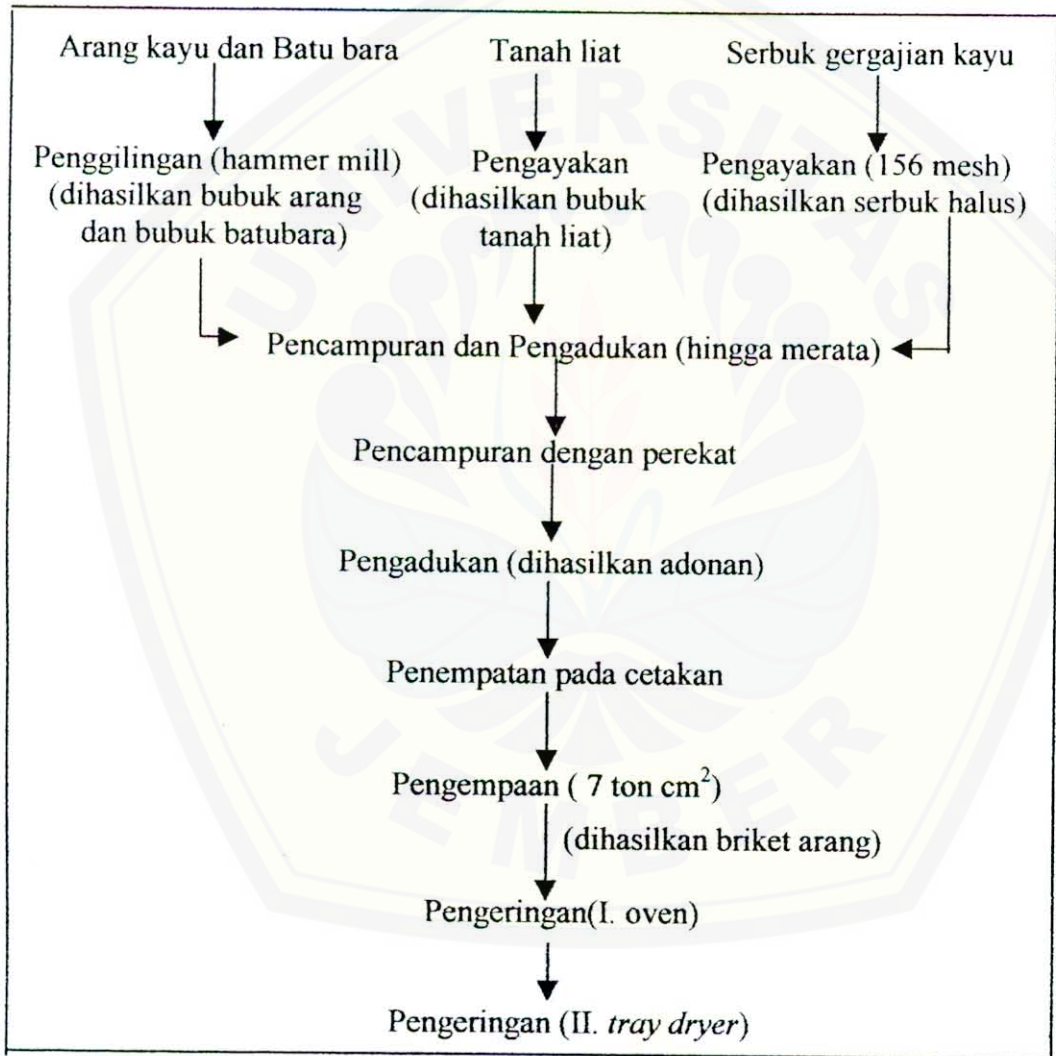 Arang kayu dan Batu bara
Tanah liat
Serbuk gergajian kayu
Penggilingan (hammer mill)
(dihasilkan bubuk arang
dan bubuk batubara)
Pengayakan
(dihasilkan bubuk
tanah liat)
Pengayakan (156 mesh)
(dihasilkan serbuk halus)
Pencampuran dan Pengadukan (hingga merata)
Pencampuran dengan perekat
Pengadukan (dihasilkan adonan)
Penempatan pada cetakan
Pengempaan ( 7 ton cm²)
(dihasilkan briket arang)
Pengeringan(I. oven)
Pengeringan (II. tray dryer)
UNIVERSITAS
JEMBER